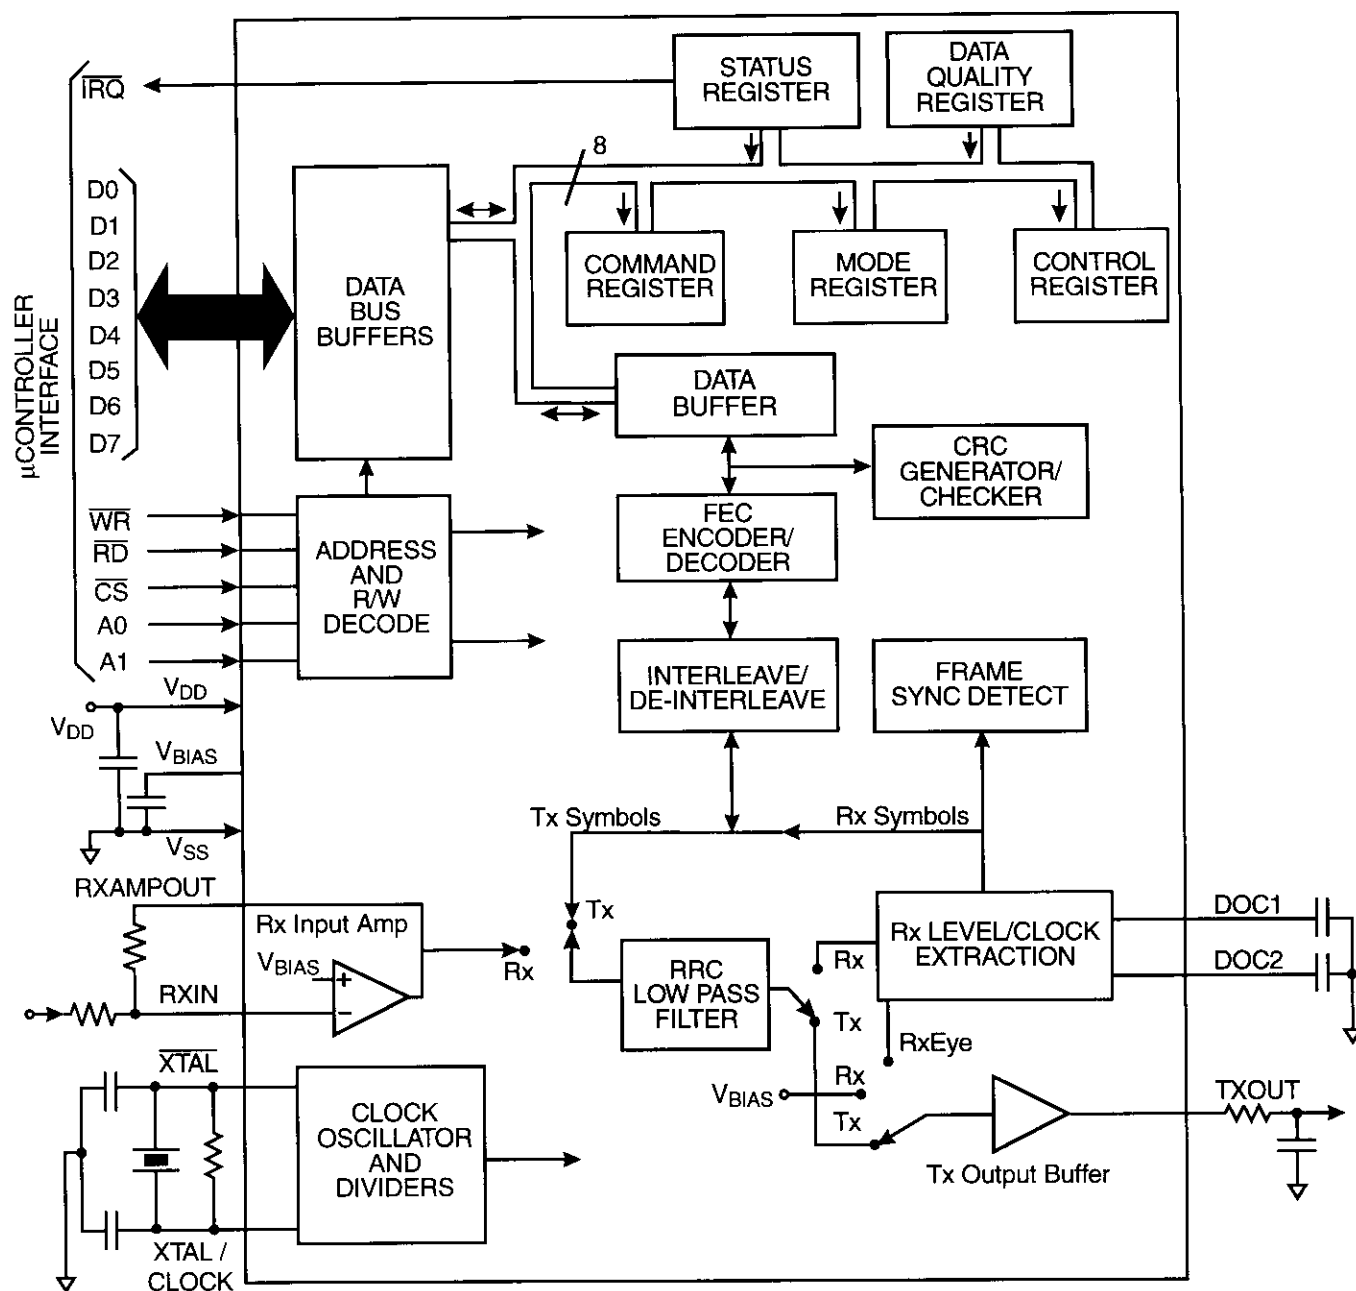 STATUS
REGISTER
DATA
QUALITY
REGISTER
IRQ
8
D0
D1
D2
D3
D4
D5
D6
D7
µCONTROLLER
INTERFACE
DATA
BUS
BUFFERS
COMMAND
REGISTER
MODE
REGISTER
CONTROL
REGISTER
DATA
BUFFER
CRC
GENERATOR/
CHECKER
WR
RD
CS
A0
A1
ADDRESS
AND
R/W
DECODE
FEC
ENCODER/
DECODER
INTERLEAVE/
DE-INTERLEAVE
FRAME
SYNC DETECT
VDD
VDD
VBIAS
VSS
Tx Symbols
Rx Symbols
RXAMPOUT
Rx Input Amp
VBIAS
+
−
RXIN
Rx
Tx
RRC
LOW PASS
FILTER
Rx
Tx
Rx LEVEL/CLOCK
EXTRACTION
DOC1
DOC2
RxEye
VBIAS
Rx
Tx
TXOUT
Tx Output Buffer
XTAL
CLOCK
OSCILLATOR
AND
DIVIDERS
XTAL /
CLOCK